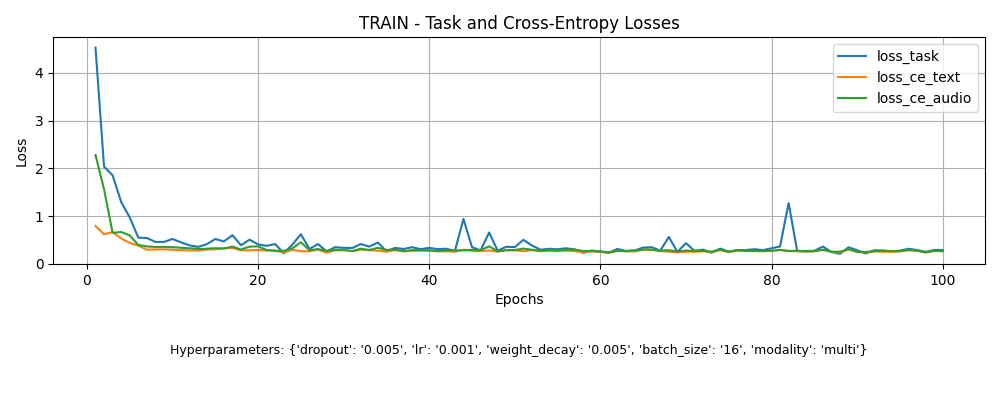 TRAIN - Task and Cross-Entropy Losses
Loss
4
3
2
1
0
loss_task
loss_ce_text
loss_ce_audio
0 20 40 60 80 100
Epochs
Hyperparameters: {'dropout': '0.005', 'lr': '0.001', 'weight_decay': '0.005', 'batch_size': '16', 'modality': 'multi'}